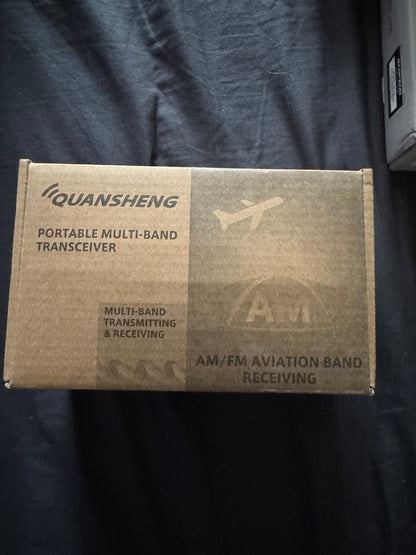 QUANSHENG
PORTABLE MULTI-BAND
TRANSCEIVER
AM
MULTI-BAND
TRANSMITTING
& RECEIVING
AM/FM AVIATION BAND
RECEIVING